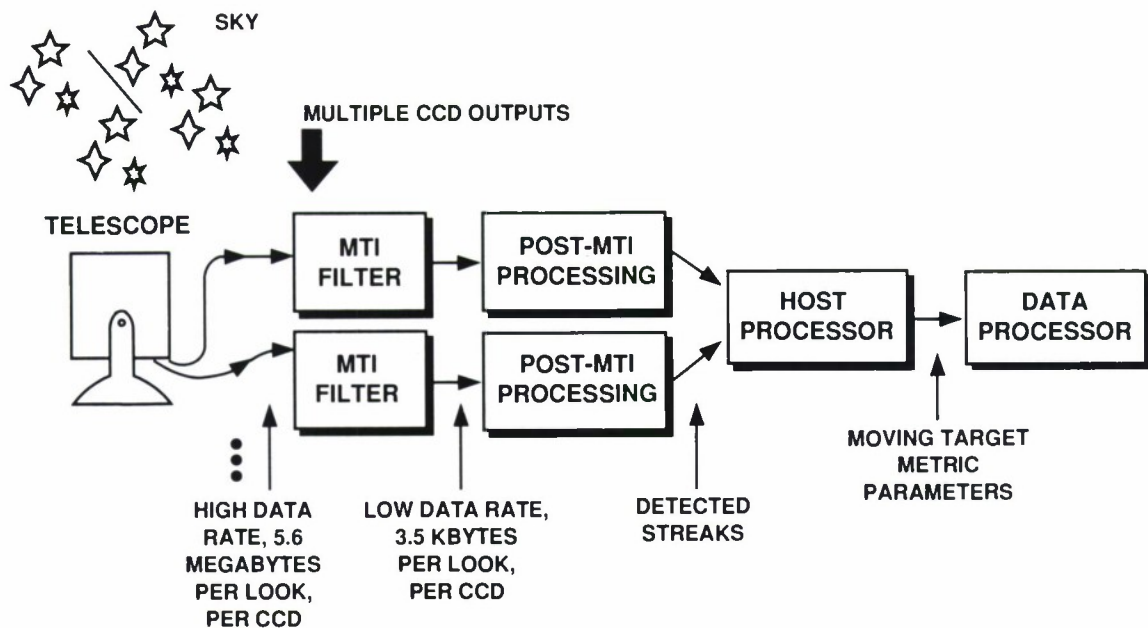 SKY
MULTIPLE CCD OUTPUTS
TELESCOPE
MTI
FILTER
POST-MTI
PROCESSING
MTI
FILTER
POST-MTI
PROCESSING
HOST
PROCESSOR
DATA
PROCESSOR
HIGH DATA
RATE, 5.6
MEGABYTES
PER LOOK,
PER CCD
LOW DATA RATE,
3.5 KBYTES
PER LOOK,
PER CCD
DETECTED
STREAKS
MOVING TARGET
METRIC
PARAMETERS